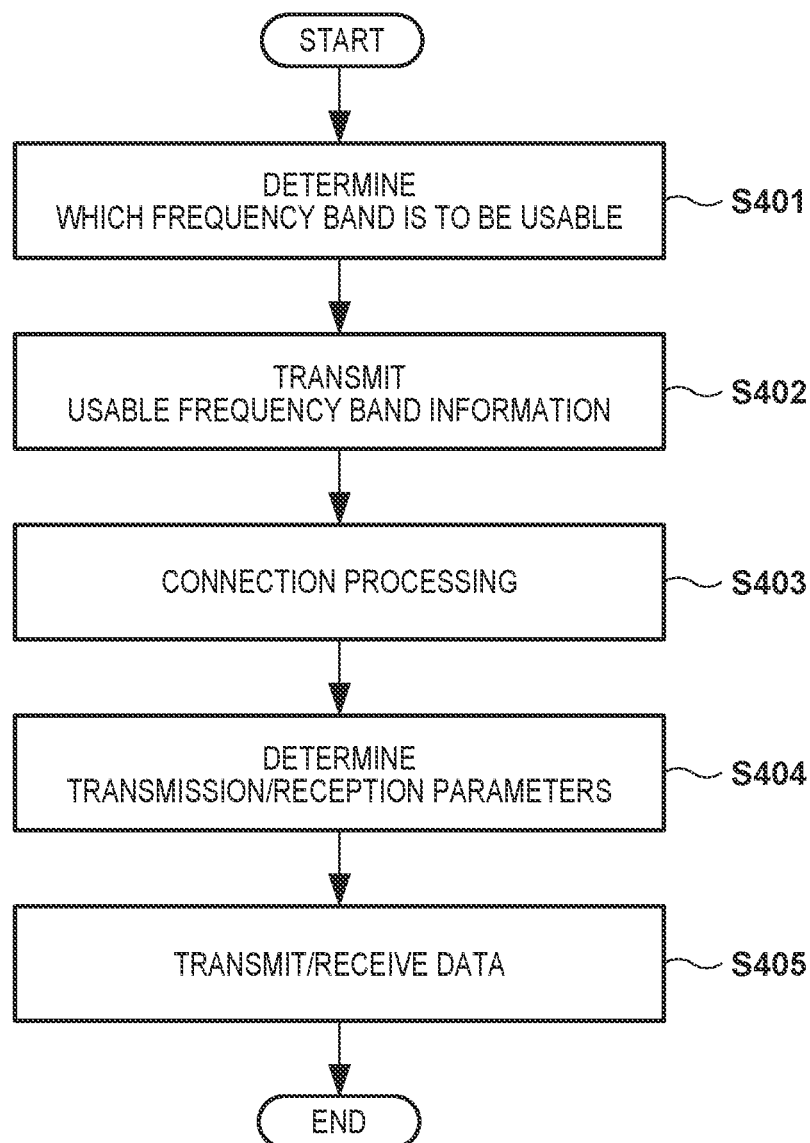 START
DETERMINE
WHICH FREQUENCY BAND IS TO BE USABLE
S401
TRANSMIT
USABLE FREQUENCY BAND INFORMATION
S402
CONNECTION PROCESSING
S403
DETERMINE
TRANSMISSION/RECEPTION PARAMETERS
S404
TRANSMIT/RECEIVE DATA
S405
END